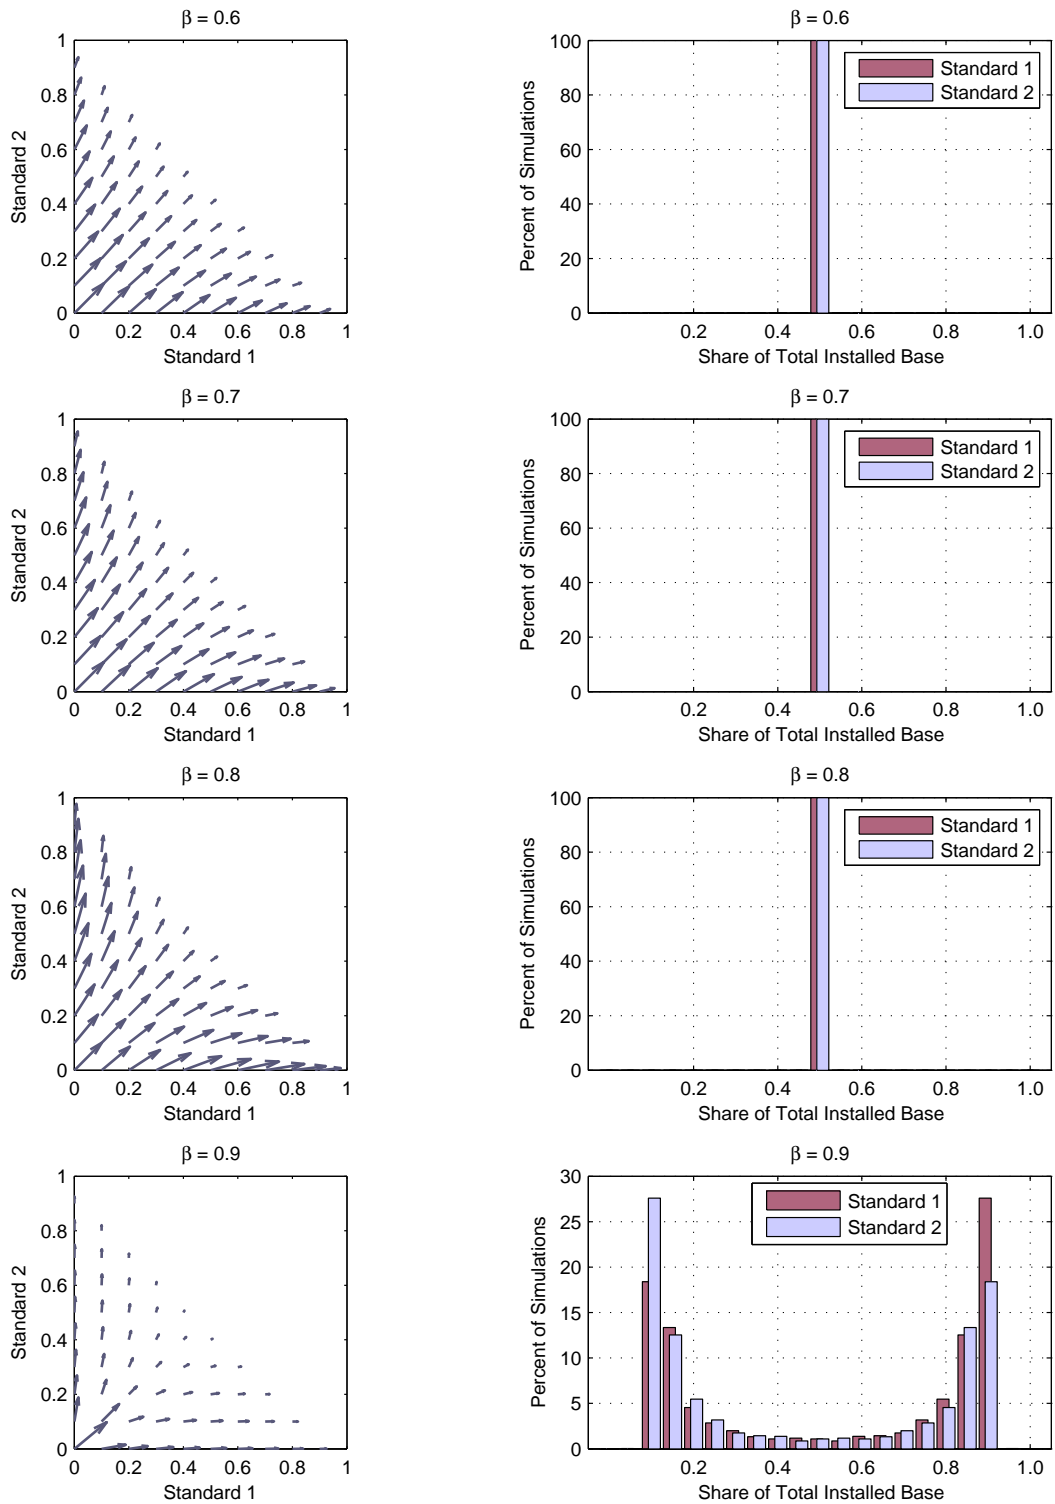 β = 0.6
1
0.8
0.6
0.4
0.2
0
Standard 2
0 0.2 0.4 0.6 0.8 1
Standard 1
β = 0.6
100
80
60
40
20
0
Percent of Simulations
Standard 1
Standard 2
0.2 0.4 0.6 0.8 1.0
Share of Total Installed Base
β = 0.7
1
0.8
0.6
0.4
0.2
0
Standard 2
0 0.2 0.4 0.6 0.8 1
Standard 1
β = 0.7
100
80
60
40
20
0
Percent of Simulations
Standard 1
Standard 2
0.2 0.4 0.6 0.8 1.0
Share of Total Installed Base
β = 0.8
1
0.8
0.6
0.4
0.2
0
Standard 2
0 0.2 0.4 0.6 0.8 1
Standard 1
β = 0.8
100
80
60
40
20
0
Percent of Simulations
Standard 1
Standard 2
0.2 0.4 0.6 0.8 1.0
Share of Total Installed Base
β = 0.9
1
0.8
0.6
0.4
0.2
0
Standard 2
0 0.2 0.4 0.6 0.8 1
Standard 1
β = 0.9
30
25
20
15
10
5
0
Percent of Simulations
Standard 1
Standard 2
0.2 0.4 0.6 0.8 1.0
Share of Total Installed Base